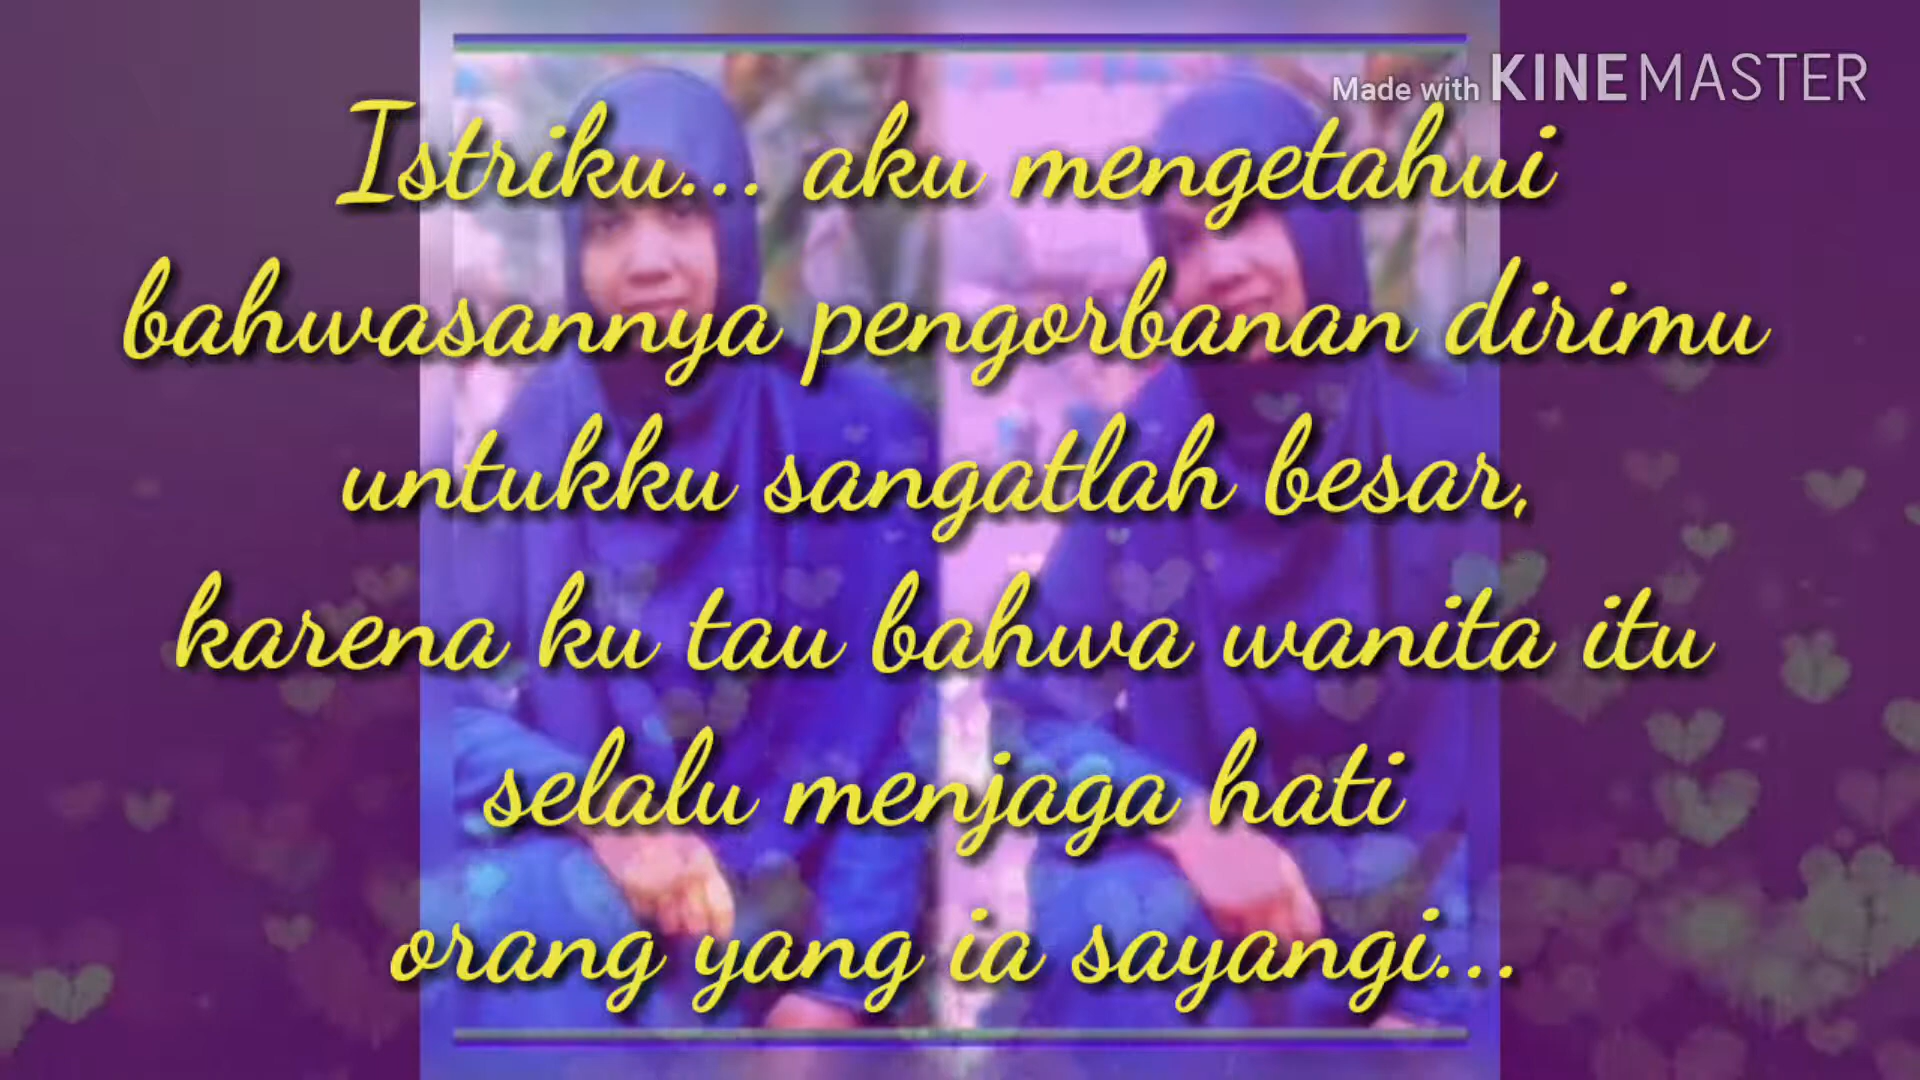 Made with KINEMASTER
Istriku... aku mengetahui
bahwasannya pengorbanan dirimu
untukku sangatlah besar,
karena ku tau bahwa wanita itu
selalu menjaga hati
orang yang ia sayangi...